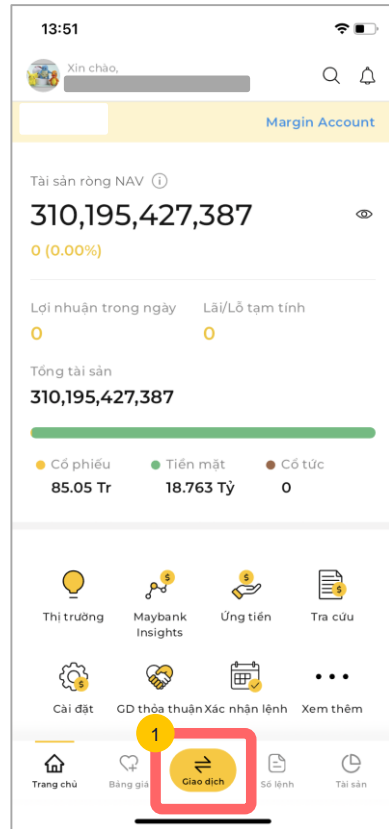 13:51
Xin chào,
Margin Account
Tài sản ròng NAV i
310,195,427,387
0 (0.00%)
Lợi nhuận trong ngày Lãi/Lỗ tạm tính
0 0
Tổng tài sản
310,195,427,387
Cổ phiếu Tiền mặt Cổ tức
85.05 Tr 18.763 Tỷ 0
Thị trường Maybank Insights Ứng tiền Tra cứu
Cài đặt GD thỏa thuận Xác nhận lệnh Xem thêm
1
Trang chủ Bảng giá Giao dịch Sổ lệnh Tài sản